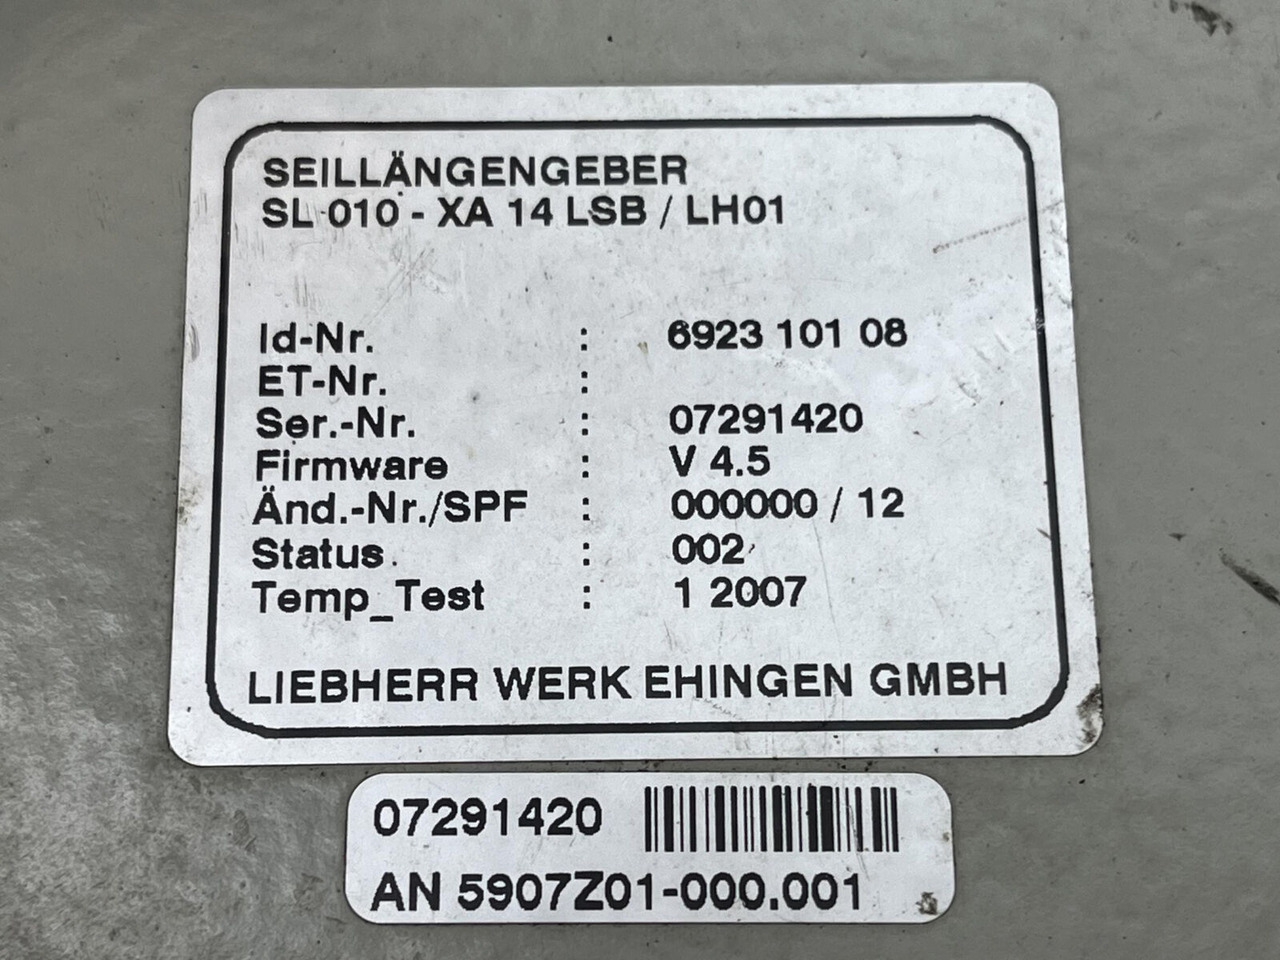 SEILLÄNGENGEBER
SL 010 - XA 14 LSB / LH01
Id-Nr. : 6923 101 08
ET-Nr. :
Ser.-Nr. : 07291420
Firmware : V 4.5
Änd.-Nr./SPF : 000000 / 12
Status : 002
Temp_Test : 1 2007
LIEBHERR WERK EHINGEN GMBH
07291420
AN 5907Z01-000.001